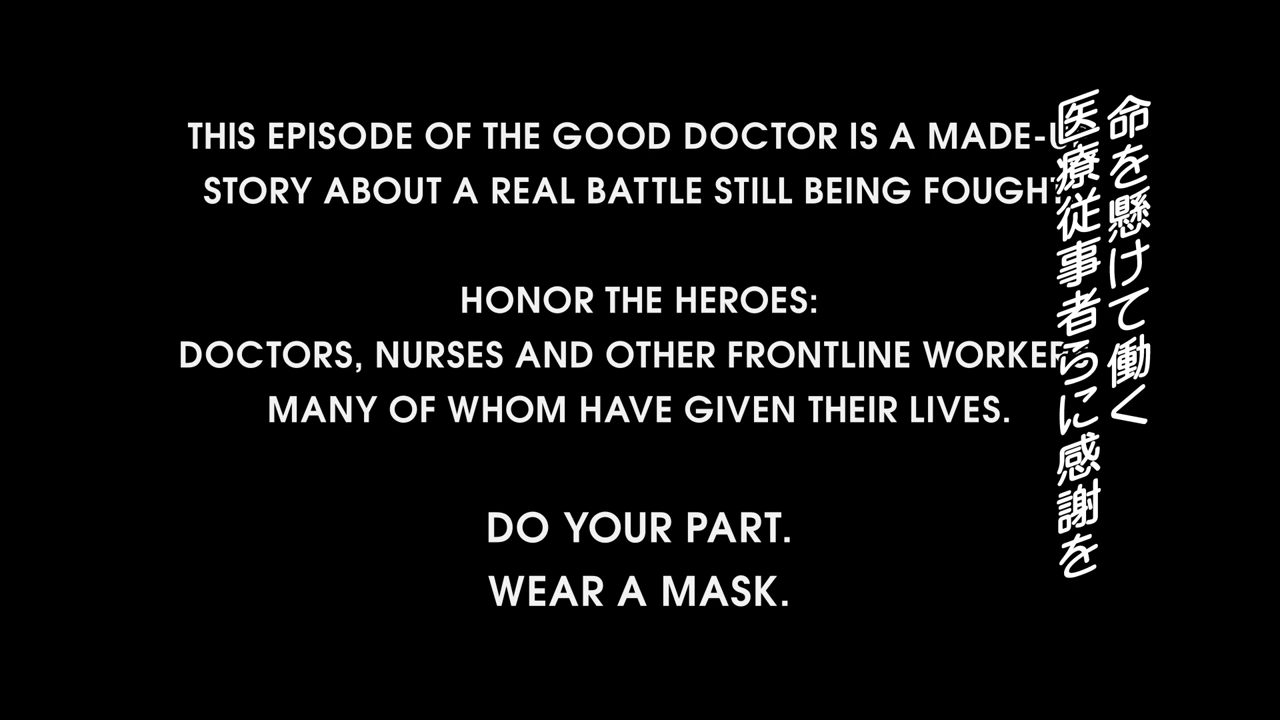 THIS EPISODE OF THE GOOD DOCTOR IS A MADE-U
STORY ABOUT A REAL BATTLE STILL BEING FOUGHT
HONOR THE HEROES:
DOCTORS, NURSES AND OTHER FRONTLINE WORKER
MANY OF WHOM HAVE GIVEN THEIR LIVES.
DO YOUR PART.
WEAR A MASK.
命を懸けて働く
医療従事者らに感謝を